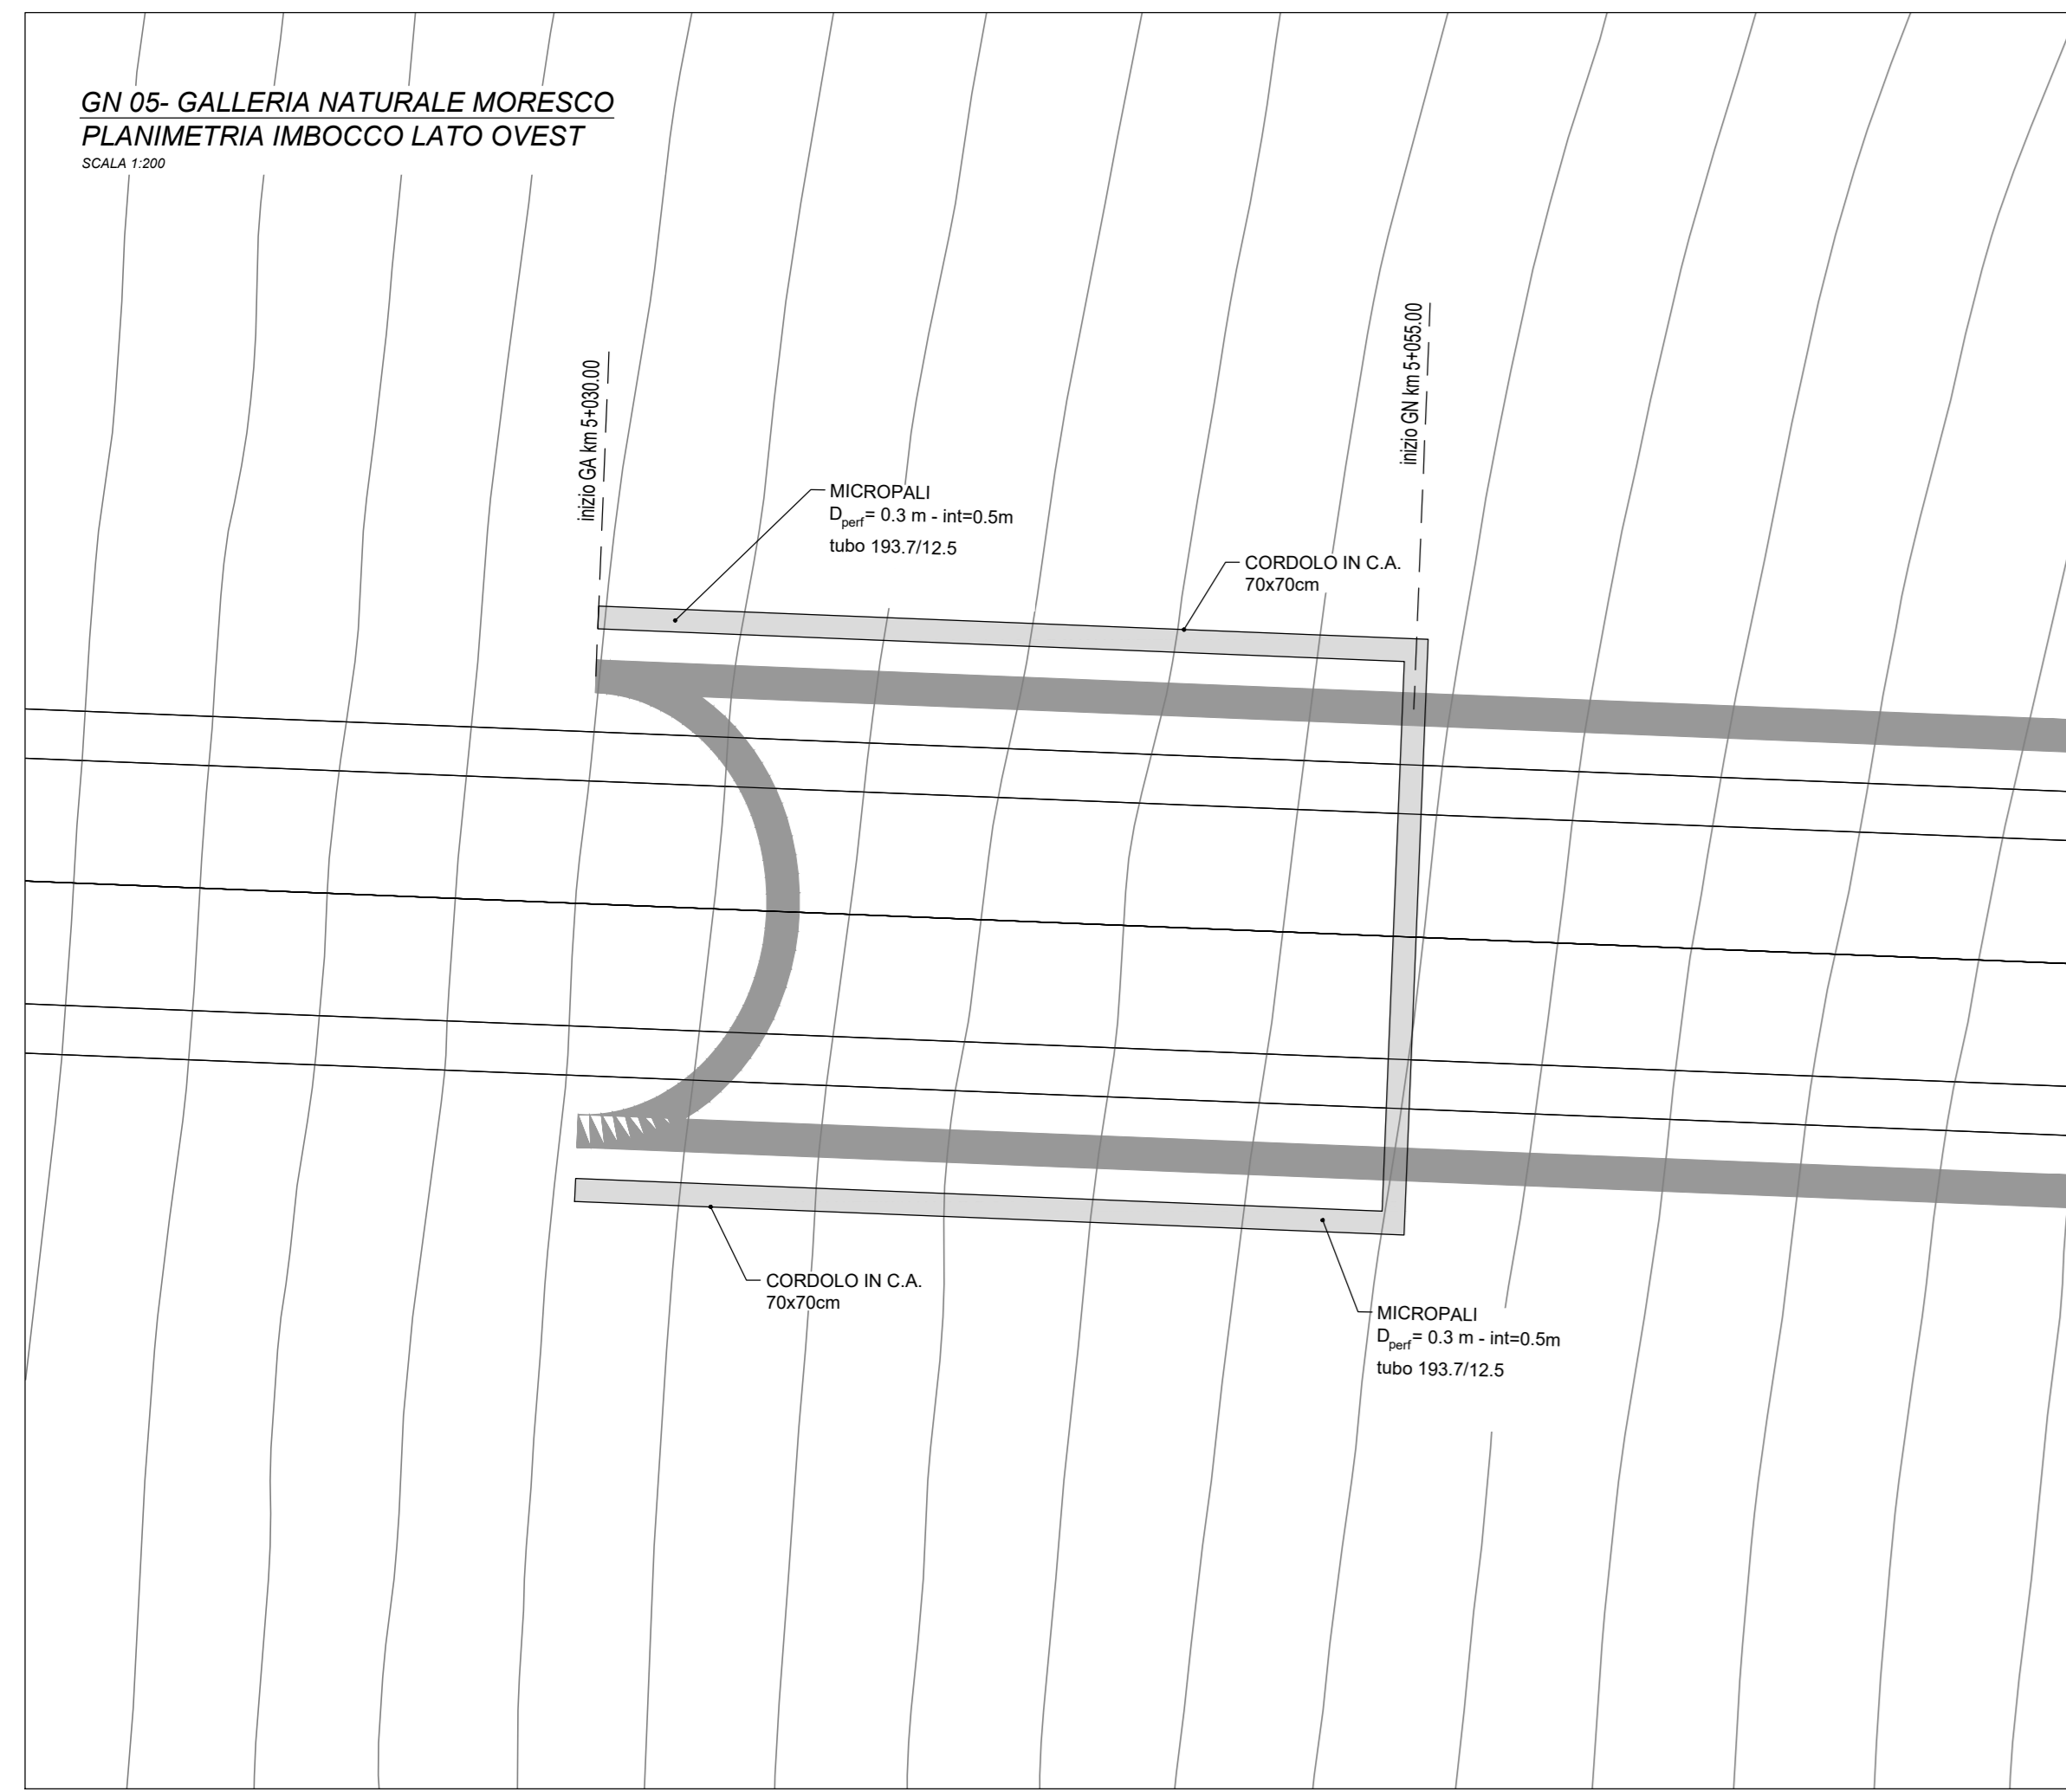 GN 05- GALLERIA NATURALE MORESCO
PLANIMETRIA IMBOCCO LATO OVEST
SCALA 1:200
inizio GA km 5+030.00
inizio GN km 5+055.00
MICROPALI
Dperf= 0.3 m - int=0.5m
tubo 193.7/12.5
CORDOLO IN C.A.
70x70cm
CORDOLO IN C.A.
70x70cm
MICROPALI
Dperf= 0.3 m - int=0.5m
tubo 193.7/12.5